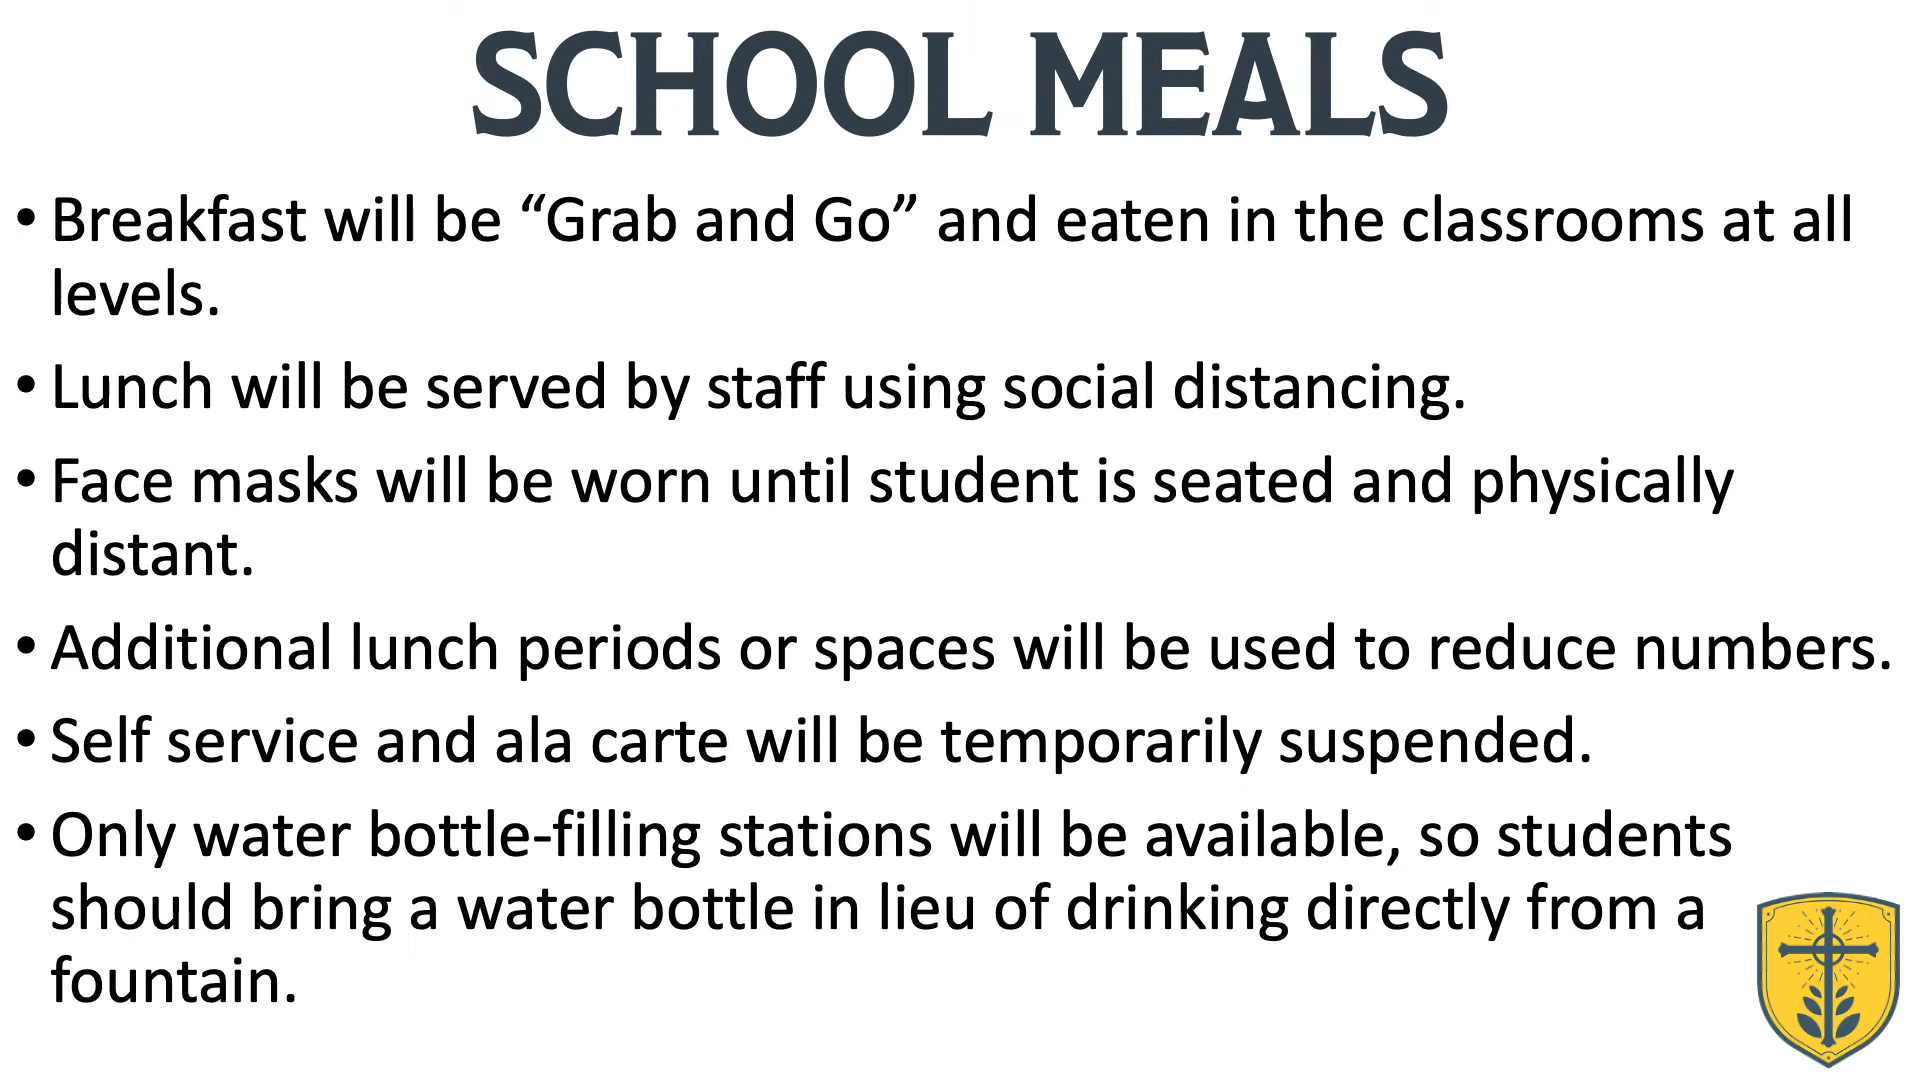 SCHOOL MEALS
• Breakfast will be “Grab and Go” and eaten in the classrooms at all
levels.
• Lunch will be served by staff using social distancing.
• Face masks will be worn until student is seated and physically
distant.
• Additional lunch periods or spaces will be used to reduce numbers.
• Self service and ala carte will be temporarily suspended.
• Only water bottle-filling stations will be available, so students
should bring a water bottle in lieu of drinking directly from a
fountain.